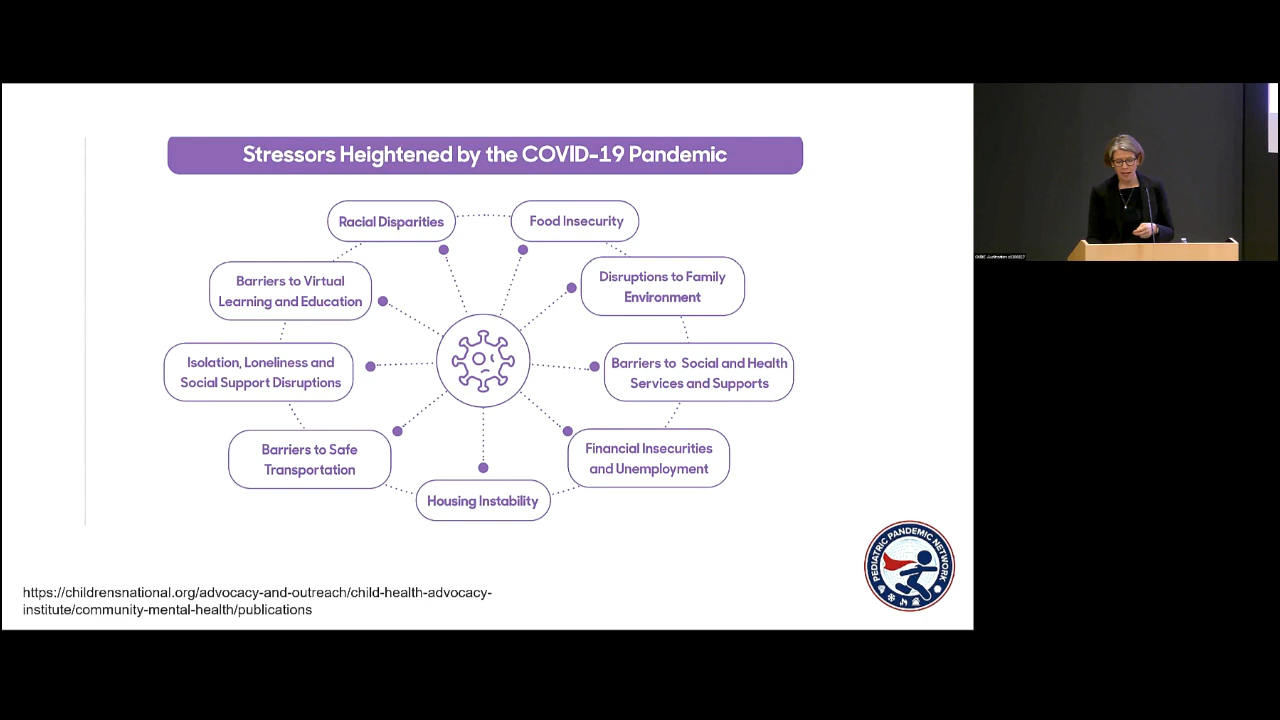 Stressors Heightened by the COVID-19 Pandemic
Racial Disparities
Food Insecurity
Barriers to Virtual
Learning and Education
Disruptions to Family
Environment
Isolation, Loneliness and
Social Support Disruptions
Barriers to Social and Health
Services and Supports
Barriers to Safe
Transportation
Financial Insecurities
and Unemployment
Housing Instability
PEDIATRIC PANDEMIC NETWORK
https://childrensnational.org/advocacy-and-outreach/child-health-advocacy-
institute/community-mental-health/publications